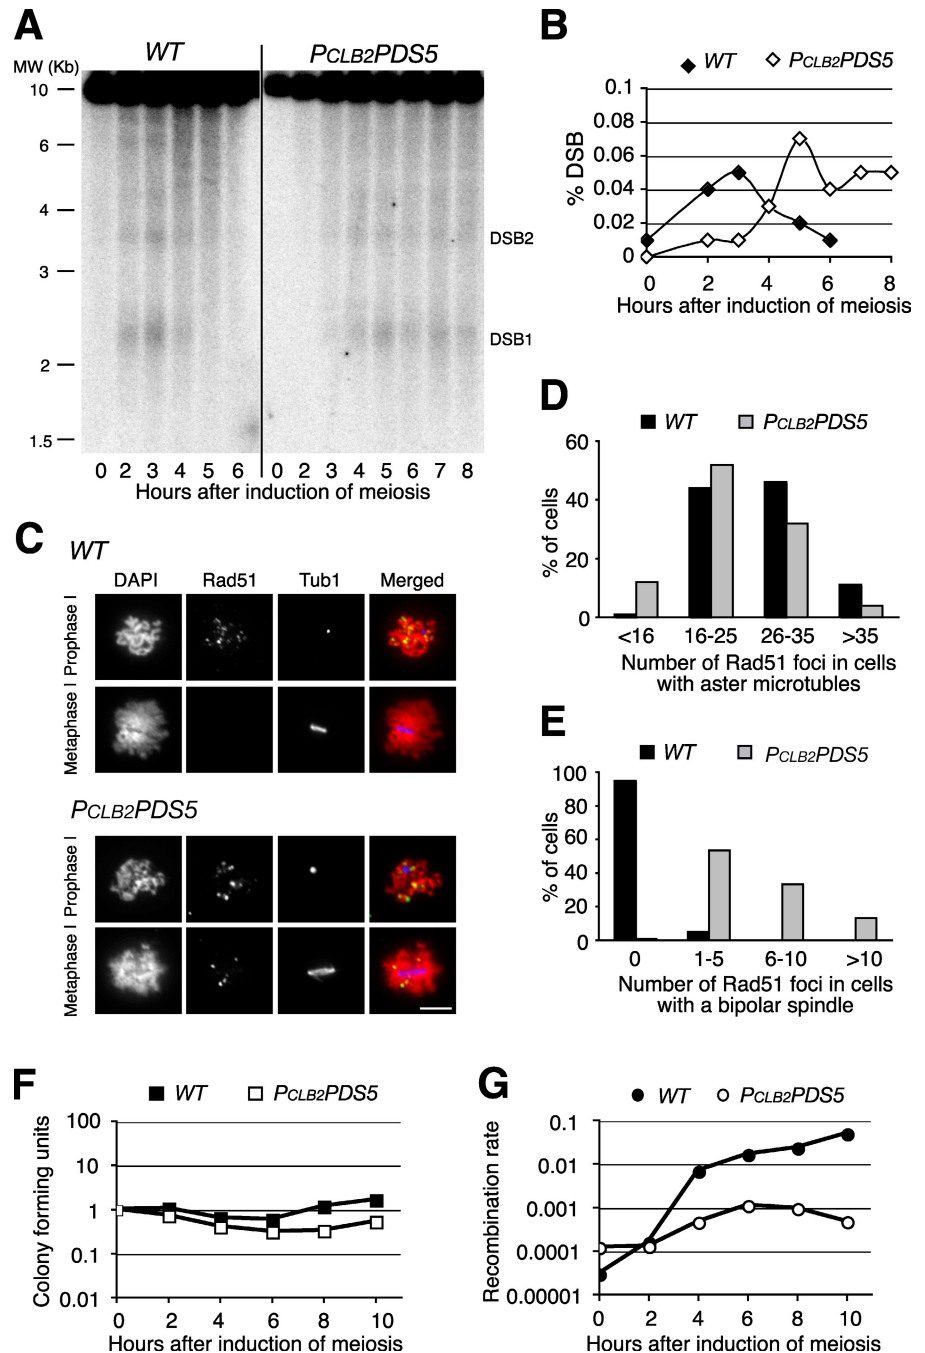 A
WT
PCLB2PDS5
MW (Kb)
10
6
4
3
2
1.5
DSB2
DSB1
0 2 3 4 5 6 0 2 3 4 5 6 7 8
Hours after induction of meiosis
B
WT PCLB2PDS5
0.1
0.08
0.06
0.04
0.02
0
% DSB
0 2 4 6 8
Hours after induction of meiosis
C
WT
DAPI Rad51 Tub1 Merged
Prophase I
Metaphase I
PCLB2PDS5
Prophase I
Metaphase I
D
WT PCLB2PDS5
60
40
20
0
% of cells
<16 16-25 26-35 >35
Number of Rad51 foci in cells
with aster microtubles
E
WT PCLB2PDS5
100
80
60
40
20
0
% of cells
0 1-5 6-10 >10
Number of Rad51 foci in cells
with a bipolar spindle
F
WT PCLB2PDS5
100
10
1
0.1
0.01
Colony forming units
0 2 4 6 8 10
Hours after induction of meiosis
G
WT PCLB2PDS5
0.1
0.01
0.001
0.0001
0.00001
Recombination rate
0 2 4 6 8 10
Hours after induction of meiosis